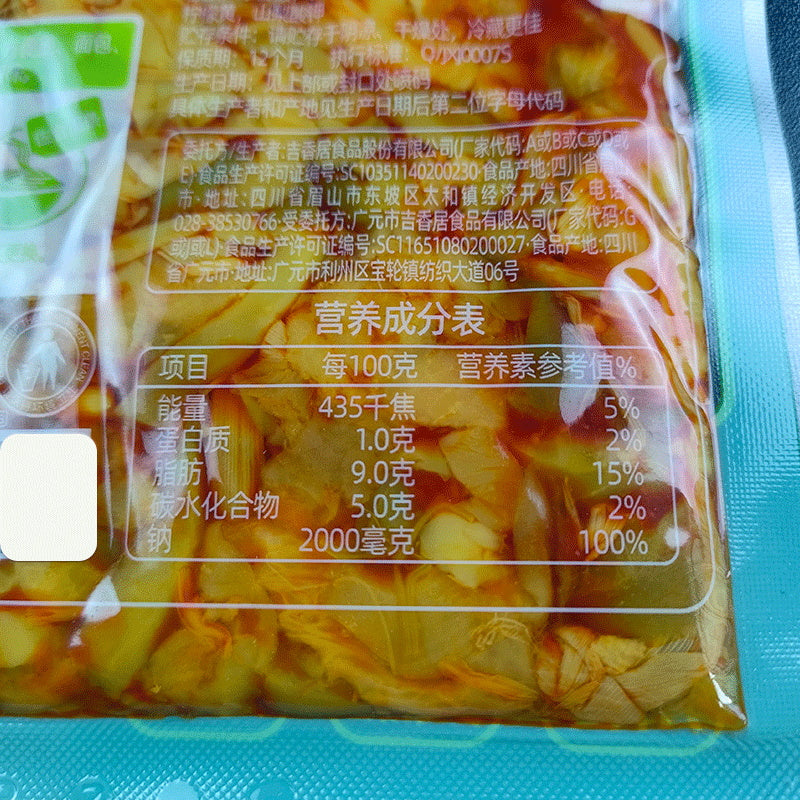 柠檬黄，山梨酸钾
贮存条件：请贮存于阴凉、干燥处，冷藏更佳
保质期：12个月 执行标准：Q/JXJ0007S
生产日期：见上部或封口处喷码
具体生产者和产地见生产日期后第二位字母代码
委托方/生产者:吉香居食品股份有限公司(厂家代码:A或B或C或D或
E)·食品生产许可证编号:SC10351140200230·食品产地:四川省
市·地址:四川省眉山市东坡区太和镇经济开发区 电话:
028-38530766·受委托方:广元市吉香居食品有限公司(厂家代码:G
或J或L)·食品生产许可证编号:SC11651080200027·食品产地:四川
省广元市·地址:广元市利州区宝轮镇纺织大道06号
营养成分表
项目 每100克 营养素参考值%
能量 435千焦 5%
蛋白质 1.0克 2%
脂肪 9.0克 15%
碳水化合物 5.0克 2%
钠 2000毫克 100%